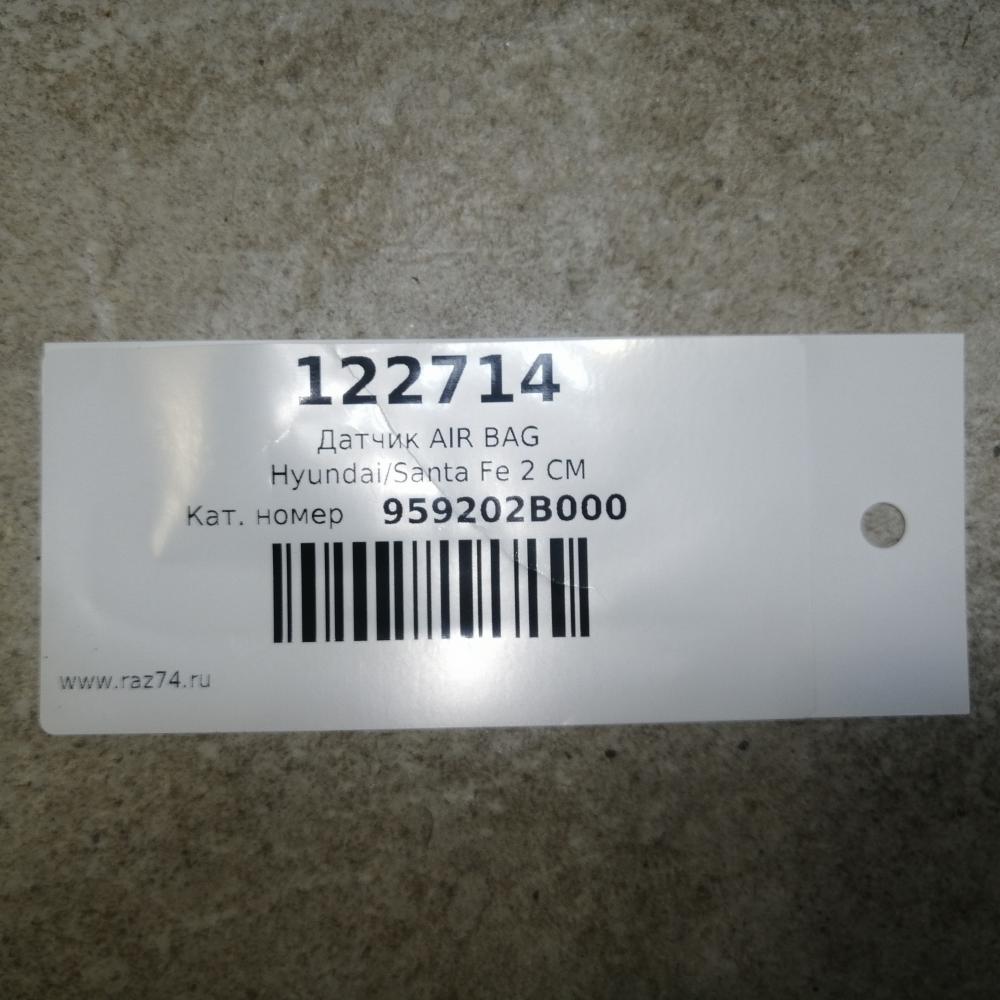 122714
Датчик AIR BAG
Hyundai/Santa Fe 2 CM
Кат. номер 959202B000
www.raz74.ru